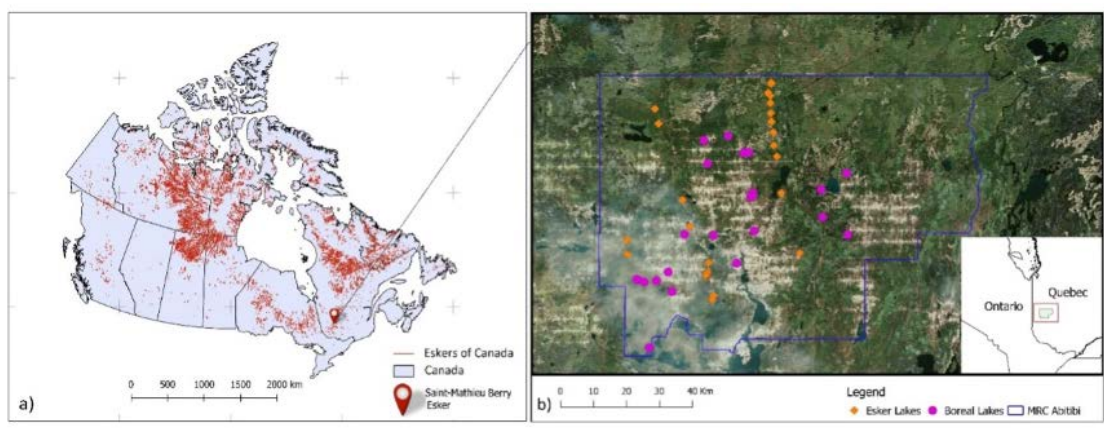 Eskers of Canada
Canada
Saint-Mathieu Berry
Esker
0 500 1000 1500 2000 km
a)
Ontario
Quebec
0 10 20 30 40 Km
Legend
Esker Lakes
Boreal Lakes
MRC Abitibi
b)